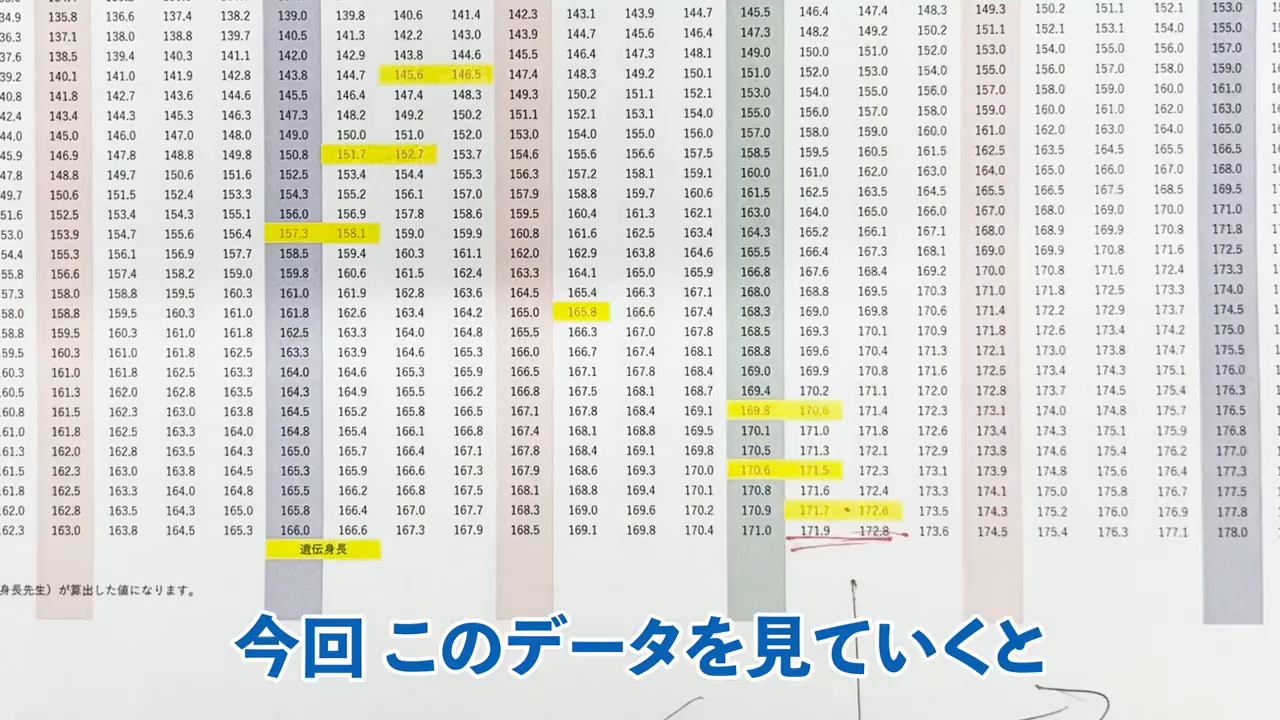 34.9 136.6 137.4 138.2 139.0 139.8 140.6 141.4 142.3 143.1 143.9 144.7 145.5 146.4 147.4 148.3 149.3 150.2 151.1 152.1 153.0
36.3 137.1 138.0 138.8 139.7 140.5 141.3 142.2 143.0 143.9 144.7 145.6 146.4 147.3 148.2 149.2 150.2 151.1 152.1 153.1 154.0 155.0
37.6 138.5 139.4 140.3 141.1 142.0 142.9 143.8 144.6 145.5 146.4 147.3 148.1 149.0 150.0 151.0 152.0 153.0 154.0 155.0 156.0 157.0
39.2 140.1 141.0 141.9 142.8 143.8 144.7 145.6 146.5 147.4 148.3 149.2 150.1 151.0 152.0 153.0 154.0 155.0 156.0 157.0 158.0 159.0
40.8 141.8 142.7 143.6 144.6 145.5 146.4 147.4 148.3 149.3 150.2 151.1 152.1 153.0 154.0 155.0 156.0 157.0 158.0 159.0 160.0 161.0
42.4 143.4 144.3 145.3 146.3 147.3 148.2 149.2 150.2 151.1 152.1 153.1 154.0 155.0 156.0 157.0 158.0 159.0 160.0 161.0 162.0 163.0
44.0 145.0 146.0 147.0 148.0 149.0 150.0 151.0 152.0 153.0 154.0 155.0 156.0 157.0 158.0 159.0 160.0 161.0 162.0 163.0 164.0 165.0
45.9 146.9 147.8 148.8 149.8 150.8 151.7 152.7 153.7 154.6 155.6 156.6 157.5 158.5 159.5 160.5 161.5 162.5 163.5 164.5 165.5 166.5
47.8 148.8 149.7 150.6 151.6 152.5 153.4 154.4 155.3 156.3 157.2 158.1 159.1 160.0 161.0 162.0 163.0 164.0 165.0 166.0 167.0 168.0
49.7 150.6 151.5 152.4 153.3 154.3 155.2 156.1 157.0 157.9 158.8 159.7 160.6 161.5 162.5 163.5 164.5 165.5 166.5 167.5 168.5 169.5
51.6 152.5 153.4 154.3 155.1 156.0 156.9 157.8 158.6 159.5 160.4 161.3 162.1 163.0 164.0 165.0 166.0 167.0 168.0 169.0 170.0 171.0
53.0 153.9 154.7 155.6 156.4 157.3 158.1 159.0 159.9 160.8 161.6 162.5 163.4 164.3 165.2 166.1 167.1 168.0 168.9 169.9 170.8 171.8
54.4 155.3 156.1 156.9 157.7 158.5 159.4 160.3 161.1 162.0 162.9 163.8 164.6 165.5 166.4 167.3 168.1 169.0 169.9 170.8 171.6 172.5
55.8 156.6 157.4 158.2 159.0 159.8 160.6 161.5 162.4 163.3 164.1 165.0 165.9 166.8 167.6 168.4 169.2 170.0 170.8 171.6 172.4 173.3
57.3 158.0 158.8 159.5 160.3 161.0 161.9 162.8 163.6 164.5 165.4 166.3 167.1 168.0 168.8 169.5 170.3 171.0 171.8 172.5 173.3 174.0
58.0 158.8 159.5 160.3 161.0 161.8 162.6 163.4 164.2 165.0 165.8 166.6 167.4 168.3 169.0 169.8 170.6 171.4 172.2 172.9 173.7 174.5
58.8 159.5 160.3 161.0 161.8 162.5 163.3 164.0 164.8 165.5 166.3 167.0 167.8 168.5 169.3 170.1 170.9 171.8 172.6 173.4 174.2 175.0
59.5 160.3 161.0 161.8 162.5 163.3 163.9 164.6 165.3 166.0 166.7 167.4 168.1 168.8 169.6 170.4 171.3 172.1 173.0 173.8 174.7 175.5
60.3 161.0 161.8 162.5 163.3 164.0 164.6 165.3 165.9 166.5 167.1 167.8 168.4 169.0 169.9 170.8 171.6 172.6 173.4 174.3 175.1 176.0
60.5 161.3 162.0 162.8 163.5 164.3 164.9 165.5 166.2 166.8 167.5 168.1 168.7 169.4 170.2 171.1 172.0 172.8 173.7 174.5 175.4 176.3
60.8 161.5 162.3 163.0 163.8 164.5 165.2 165.8 166.5 167.1 167.8 168.4 169.1 169.8 170.6 171.4 172.3 173.1 174.0 174.8 175.7 176.5
61.0 161.8 162.5 163.3 164.0 164.8 165.4 166.1 166.8 167.4 168.1 168.8 169.5 170.1 171.0 171.8 172.6 173.4 174.3 175.1 175.9 176.8
61.3 162.0 162.8 163.5 164.3 165.0 165.7 166.4 167.1 167.8 168.4 169.1 169.8 170.5 171.3 172.1 172.9 173.8 174.6 175.4 176.2 177.0
61.5 162.3 163.0 163.8 164.5 165.3 165.9 166.6 167.3 167.9 168.6 169.3 170.0 170.6 171.5 172.3 173.1 173.9 174.8 175.6 176.4 177.3
61.8 162.5 163.3 164.0 164.8 165.5 166.2 166.8 167.5 168.1 168.8 169.4 170.1 170.8 171.6 172.4 173.3 174.1 175.0 175.8 176.7 177.5
62.0 162.8 163.5 164.3 165.0 165.8 166.4 167.0 167.7 168.3 169.0 169.6 170.2 170.9 171.7 172.6 173.5 174.3 175.2 176.0 176.9 177.8
62.3 163.0 163.8 164.5 165.3 166.0 166.6 167.3 167.9 168.5 169.1 169.8 170.4 171.0 171.9 172.8 173.6 174.5 175.4 176.3 177.1 178.0
遺伝身長
身長先生）が算出した値になります。
今回 このデータを見ていくと